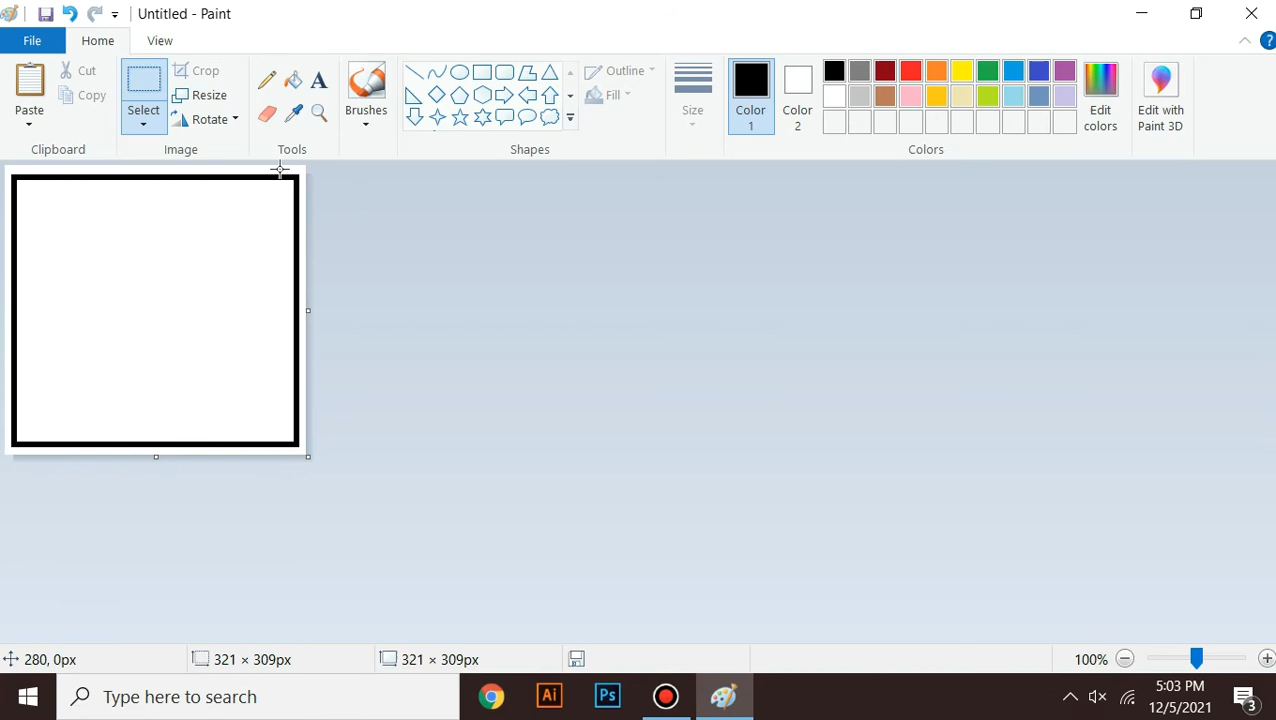 Untitled - Paint
File Home View
Paste Cut Copy
Clipboard
Select Crop Resize Rotate
Image
A
Tools
Brushes
Outline Fill
Shapes
Size
Color 1 Color 2
Edit colors
Colors
Edit with Paint 3D
?
280, 0px 321 × 309px 321 × 309px 100%
Type here to search
Ai Ps
5:03 PM
12/5/2021
3